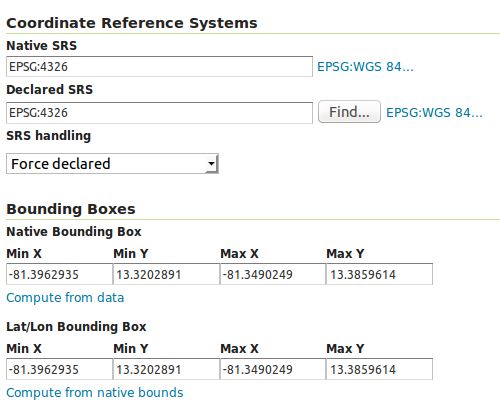 Coordinate Reference Systems
Native SRS
EPSG:4326 EPSG:WGS 84...
Declared SRS
EPSG:4326 Find... EPSG:WGS 84...
SRS handling
Force declared
Bounding Boxes
Native Bounding Box
Min X Min Y Max X Max Y
-81.3962935 13.3202891 -81.3490249 13.3859614
Compute from data
Lat/Lon Bounding Box
Min X Min Y Max X Max Y
-81.3962935 13.3202891 -81.3490249 13.3859614
Compute from native bounds